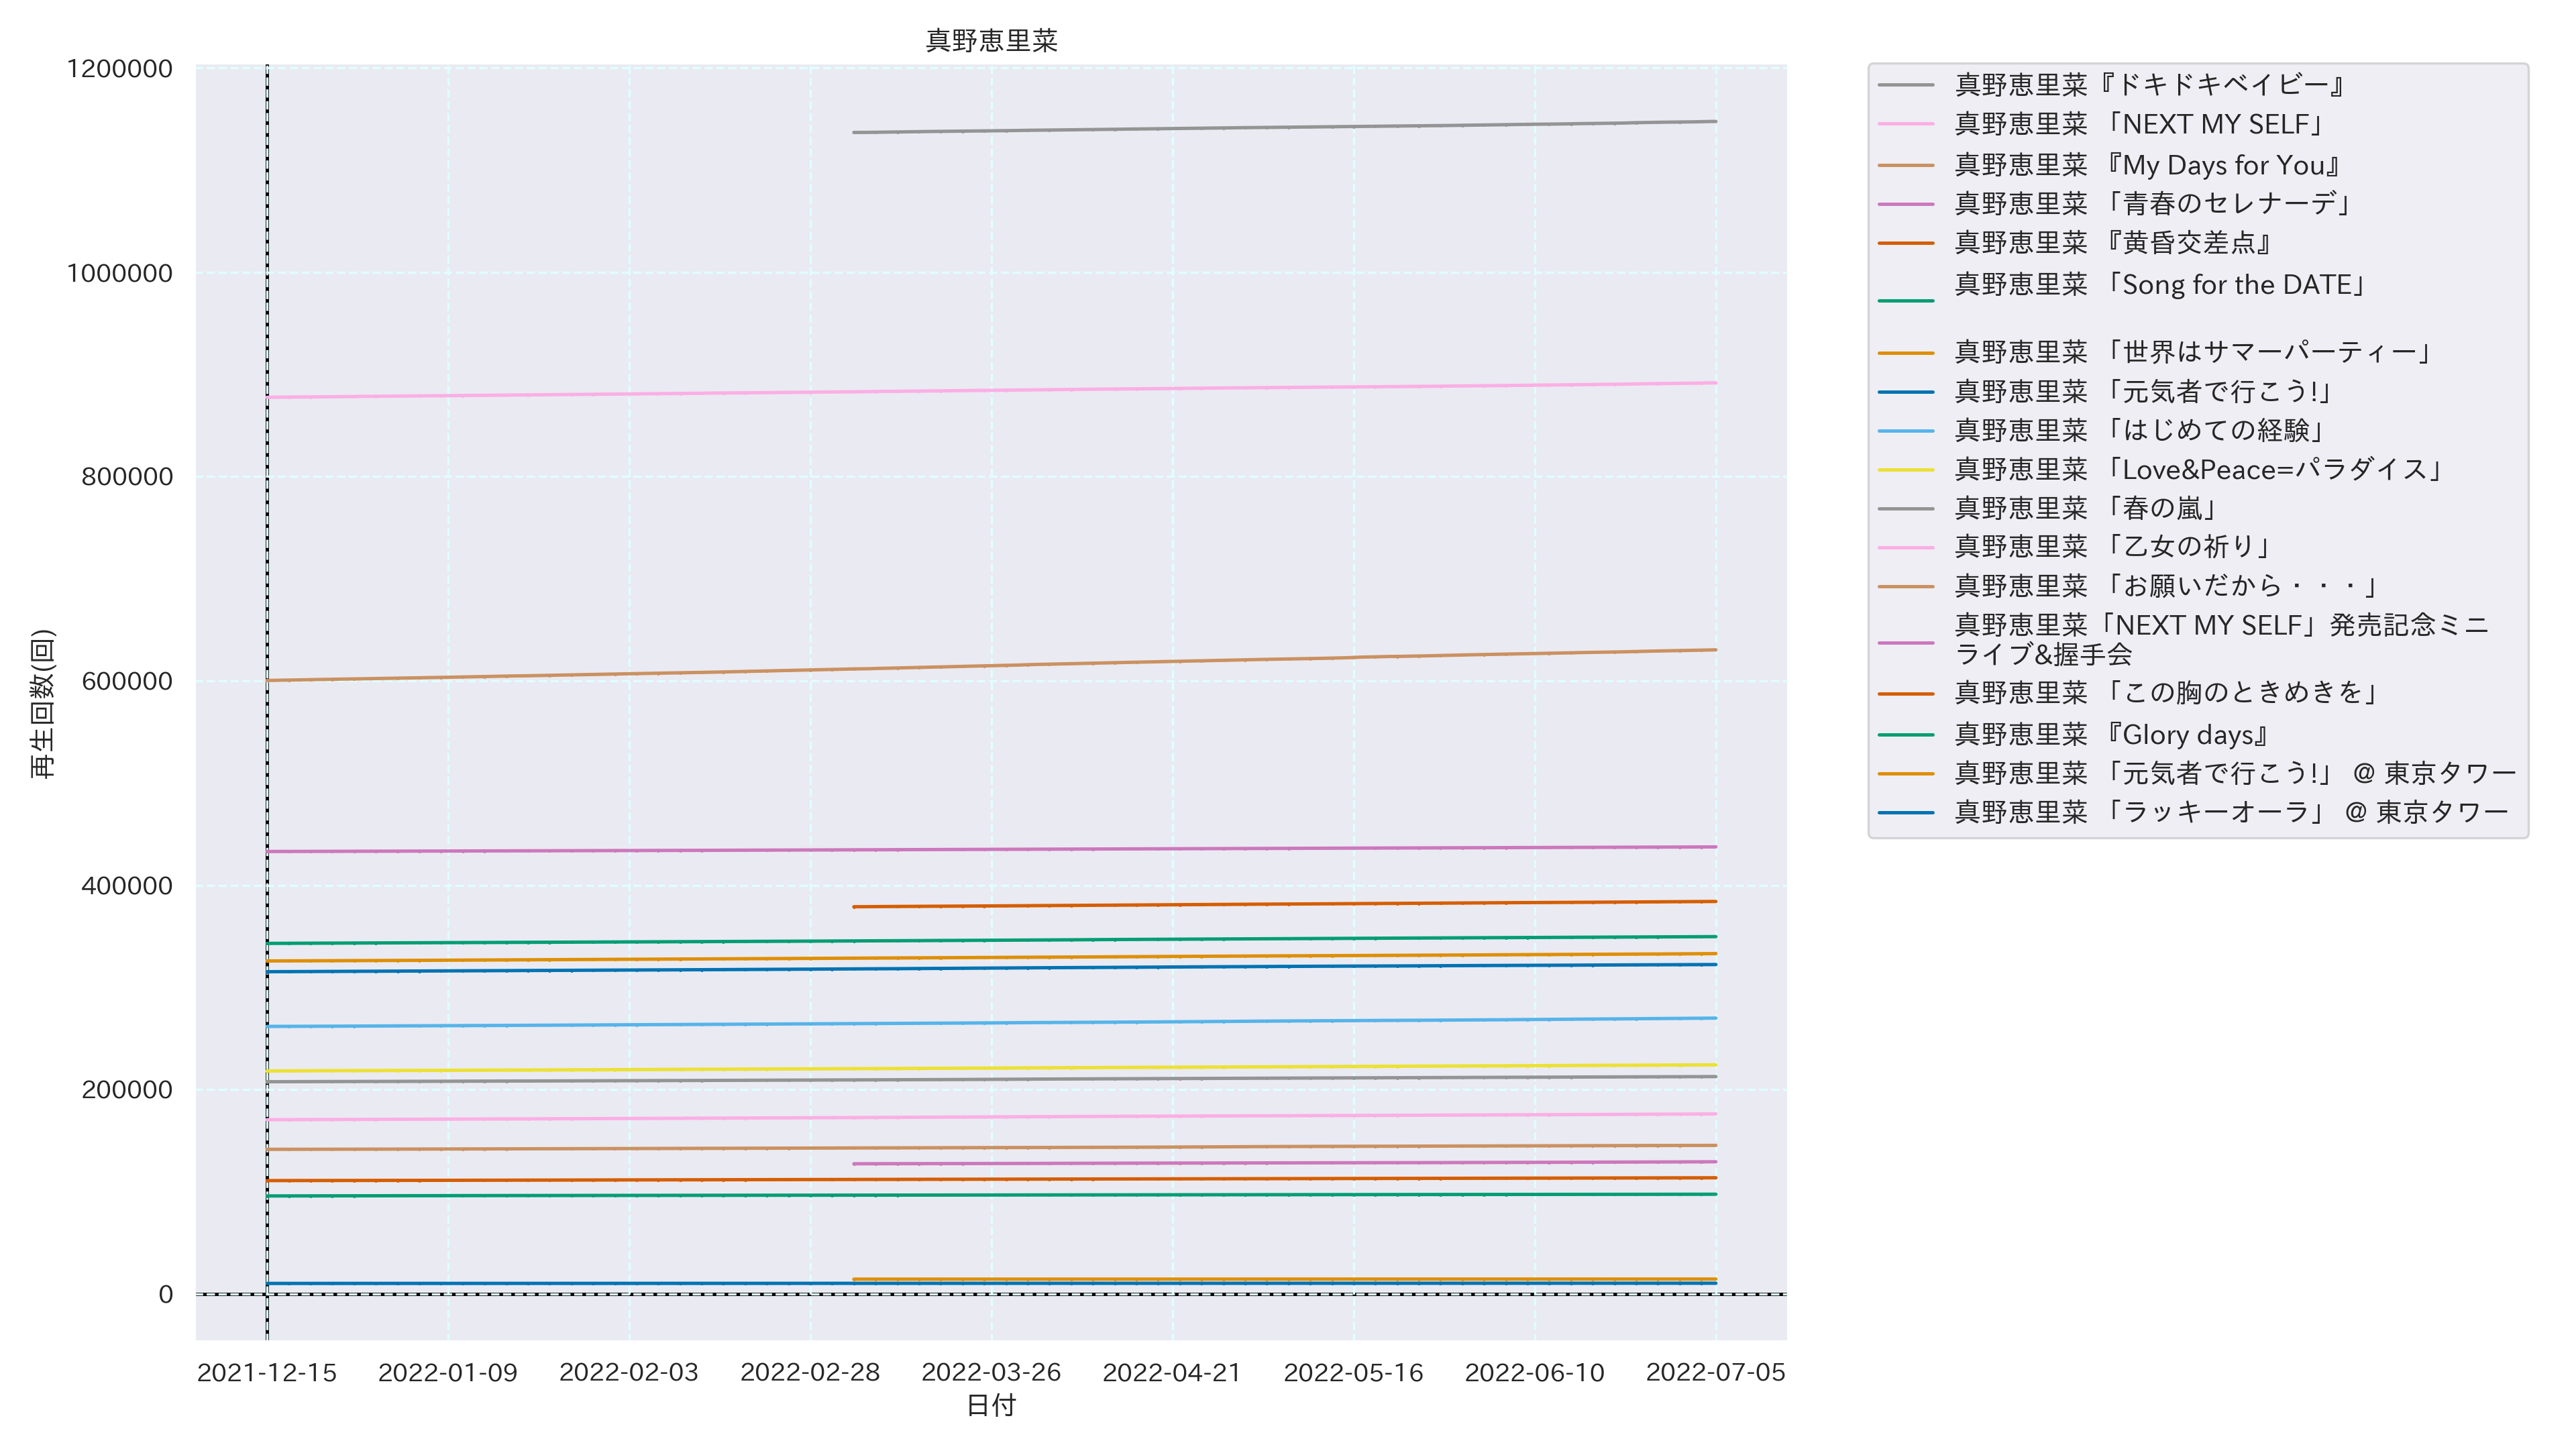 真野恵里菜
1200000
1000000
800000
600000
400000
200000
0
再生回数(回)
2021-12-15
2022-01-09
2022-02-03
2022-02-28
2022-03-26
2022-04-21
2022-05-16
2022-06-10
2022-07-05
日付
真野恵里菜『ドキドキベイビー』
真野恵里菜 「NEXT MY SELF」
真野恵里菜 『My Days for You』
真野恵里菜 「青春のセレナーデ」
真野恵里菜 『黄昏交差点』
真野恵里菜 「Song for the DATE」
真野恵里菜 「世界はサマーパーティー」
真野恵里菜 「元気者で行こう!」
真野恵里菜 「はじめての経験」
真野恵里菜 「Love&Peace=パラダイス」
真野恵里菜 「春の嵐」
真野恵里菜 「乙女の祈り」
真野恵里菜 「お願いだから・・・」
真野恵里菜「NEXT MY SELF」発売記念ミニ
ライブ&握手会
真野恵里菜 「この胸のときめきを」
真野恵里菜 『Glory days』
真野恵里菜 「元気者で行こう!」 @ 東京タワー
真野恵里菜 「ラッキーオーラ」 @ 東京タワー